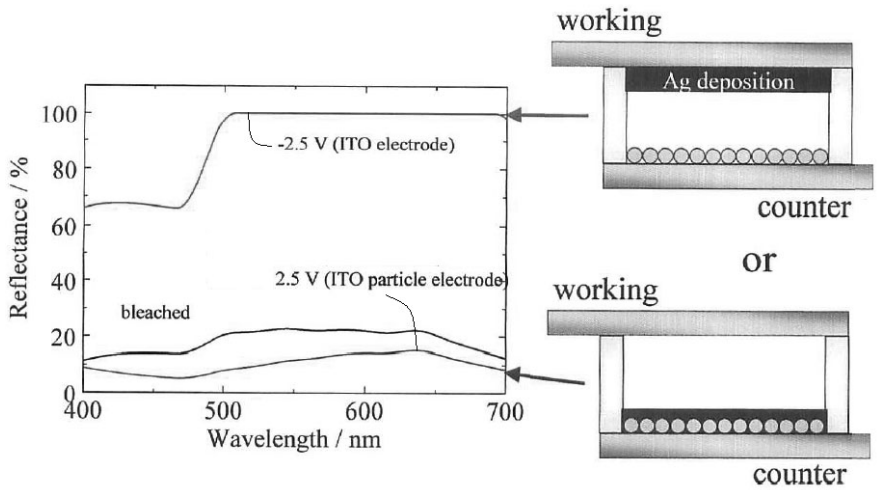 working
Ag deposition
counter
or
working
counter
100
80
60
40
20
0
Reflectance / %
-2.5 V (ITO electrode)
2.5 V (ITO particle electrode)
bleached
400
500
600
700
Wavelength / nm